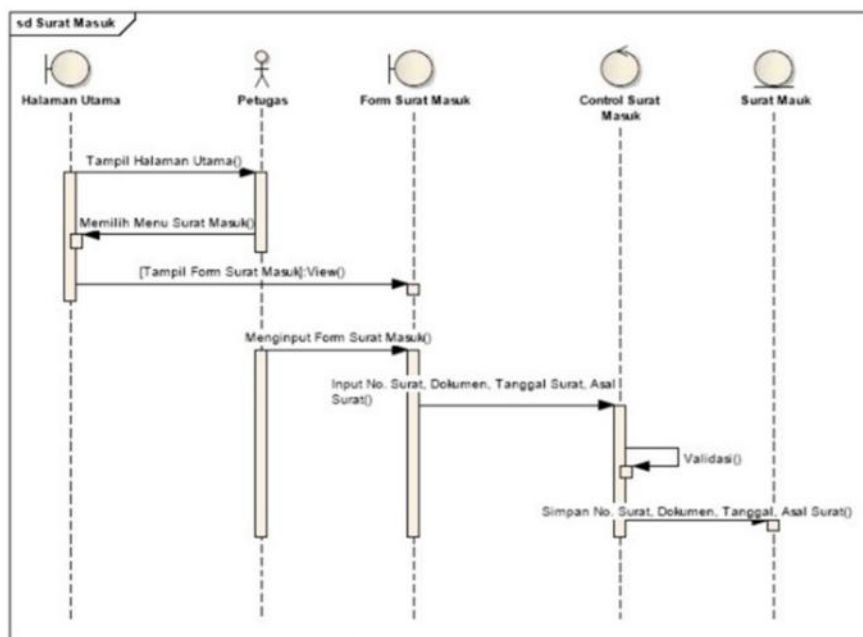 sd Surat Masuk
Halaman Utama
Petugas
Form Surat Masuk
Control Surat
Masuk
Surat Mauk
Tampil Halaman Utama()
Memilih Menu Surat Masuk()
[Tampil Form Surat Masuk]:View()
Menginput Form Surat Masuk()
Input No. Surat, Dokumen, Tanggal Surat, Asal
Surat()
Validasi()
Simpan No. Surat, Dokumen, Tanggal, Asal Surat()